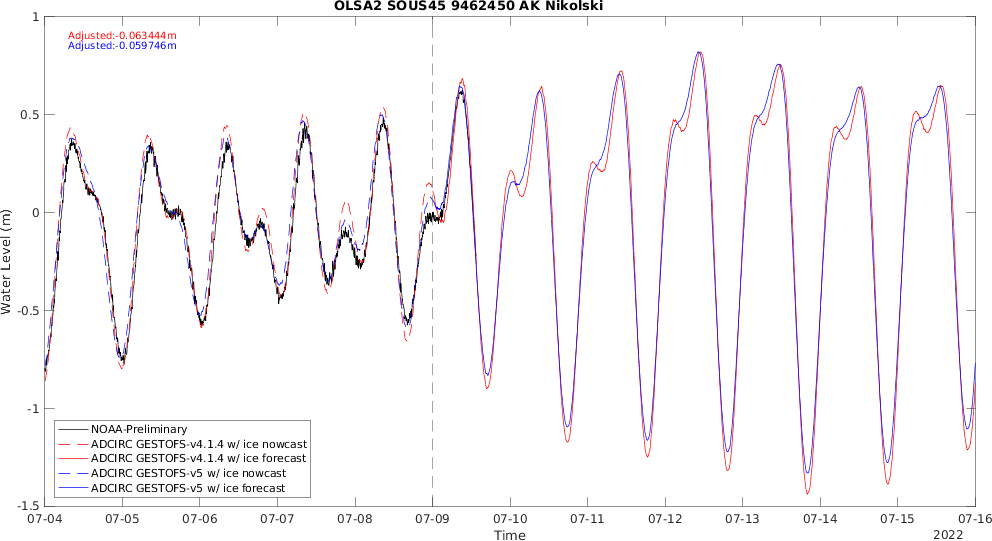 OLSA2 SOUS45 9462450 AK Nikolski
Adjusted:-0.063444m
Adjusted:-0.059746m
1
0.5
0
-0.5
-1
-1.5
Water Level (m)
NOAA-Preliminary
ADCIRC GESTOFS-v4.1.4 w/ ice nowcast
ADCIRC GESTOFS-v4.1.4 w/ ice forecast
ADCIRC GESTOFS-v5 w/ ice nowcast
ADCIRC GESTOFS-v5 w/ ice forecast
07-04 07-05 07-06 07-07 07-08 07-09 07-10 07-11 07-12 07-13 07-14 07-15 07-16
Time
2022